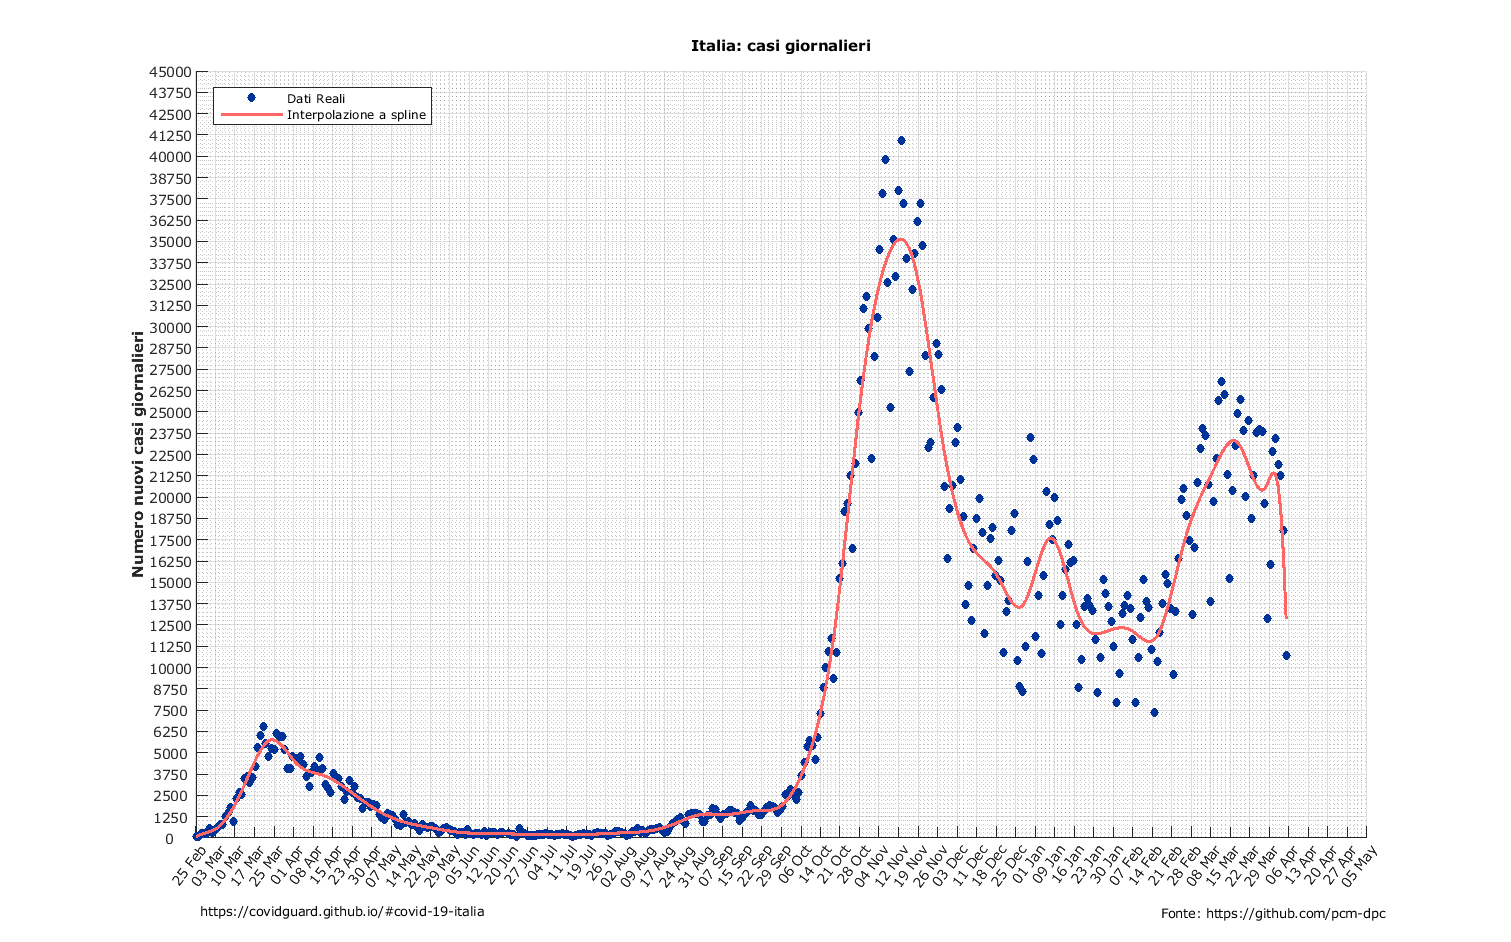 Italia: casi giornalieri
45000
43750
42500
41250
40000
38750
37500
36250
35000
33750
32500
31250
30000
28750
27500
26250
25000
23750
22500
21250
20000
18750
17500
16250
15000
13750
12500
11250
10000
8750
7500
6250
5000
3750
2500
1250
0
Dati Reali
Interpolazione a spline
Numero nuovi casi giornalieri
25 Feb
03 Mar
10 Mar
17 Mar
25 Mar
01 Apr
08 Apr
15 Apr
23 Apr
30 Apr
07 May
15 May
22 May
29 May
05 Jun
12 Jun
20 Jun
27 Jun
04 Jul
11 Jul
19 Jul
26 Jul
02 Aug
09 Aug
17 Aug
24 Aug
31 Aug
07 Sep
15 Sep
22 Sep
29 Sep
06 Oct
14 Oct
21 Oct
28 Oct
04 Nov
12 Nov
19 Nov
26 Nov
03 Dec
11 Dec
18 Dec
25 Dec
01 Jan
09 Jan
16 Jan
23 Jan
30 Jan
07 Feb
14 Feb
21 Feb
28 Feb
08 Mar
15 Mar
22 Mar
29 Mar
06 Apr
13 Apr
20 Apr
27 Apr
05 May
https://covidguard.github.io/#covid-19-italia
Fonte: https://github.com/pcm-dpc